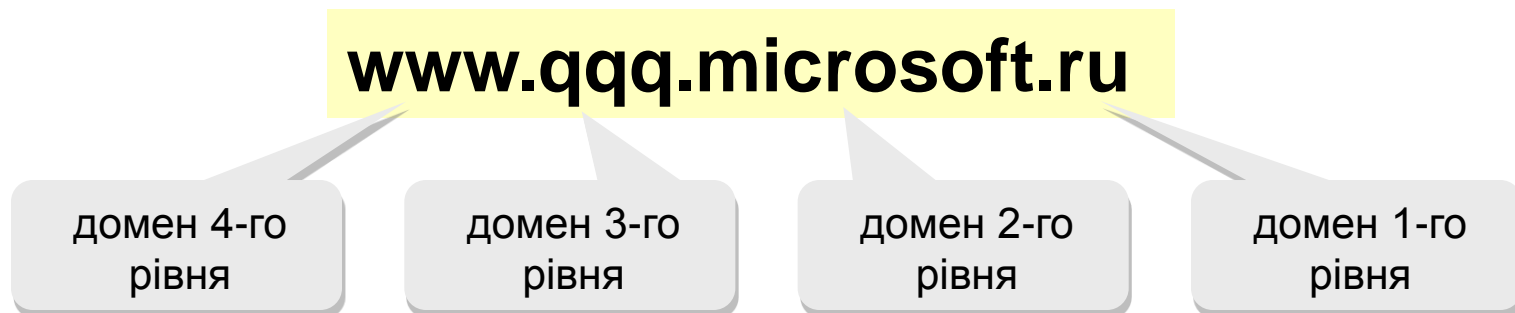 www.qqq.microsoft.ru
домен 4-го
рівня
домен 3-го
рівня
домен 2-го
рівня
домен 1-го
рівня